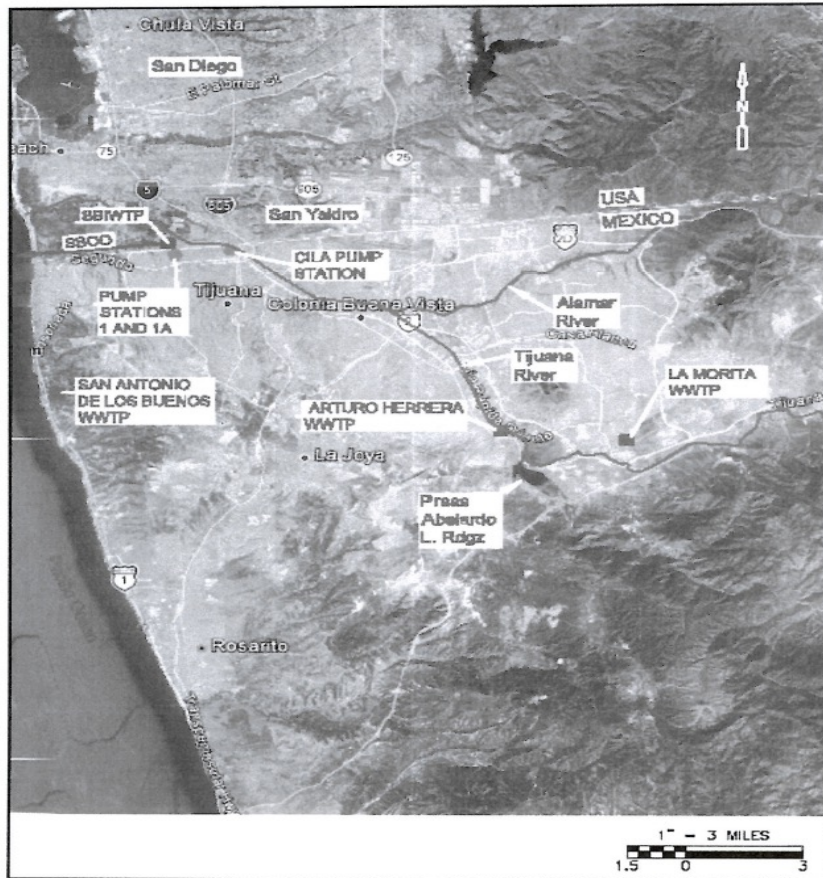 Chula Vista
San Diego
E Palomar St
N
75
125
5
905
805
USA
MEXICO
SBIWTP
San Ysidro
SBOO
2D
CILA PUMP
STATION
PUMP
STATIONS
1 AND 1A
Tijuana
Colonia Buena Vista
Alamar
River
Tijuana
River
LA MORITA
WWTP
SAN ANTONIO
DE LOS BUENOS
WWTP
ARTURO HERRERA
WWTP
La Joya
Presa
Abelardo
L. Rdgz
1
Rosarito
1" - 3 MILES
1.5 0 3